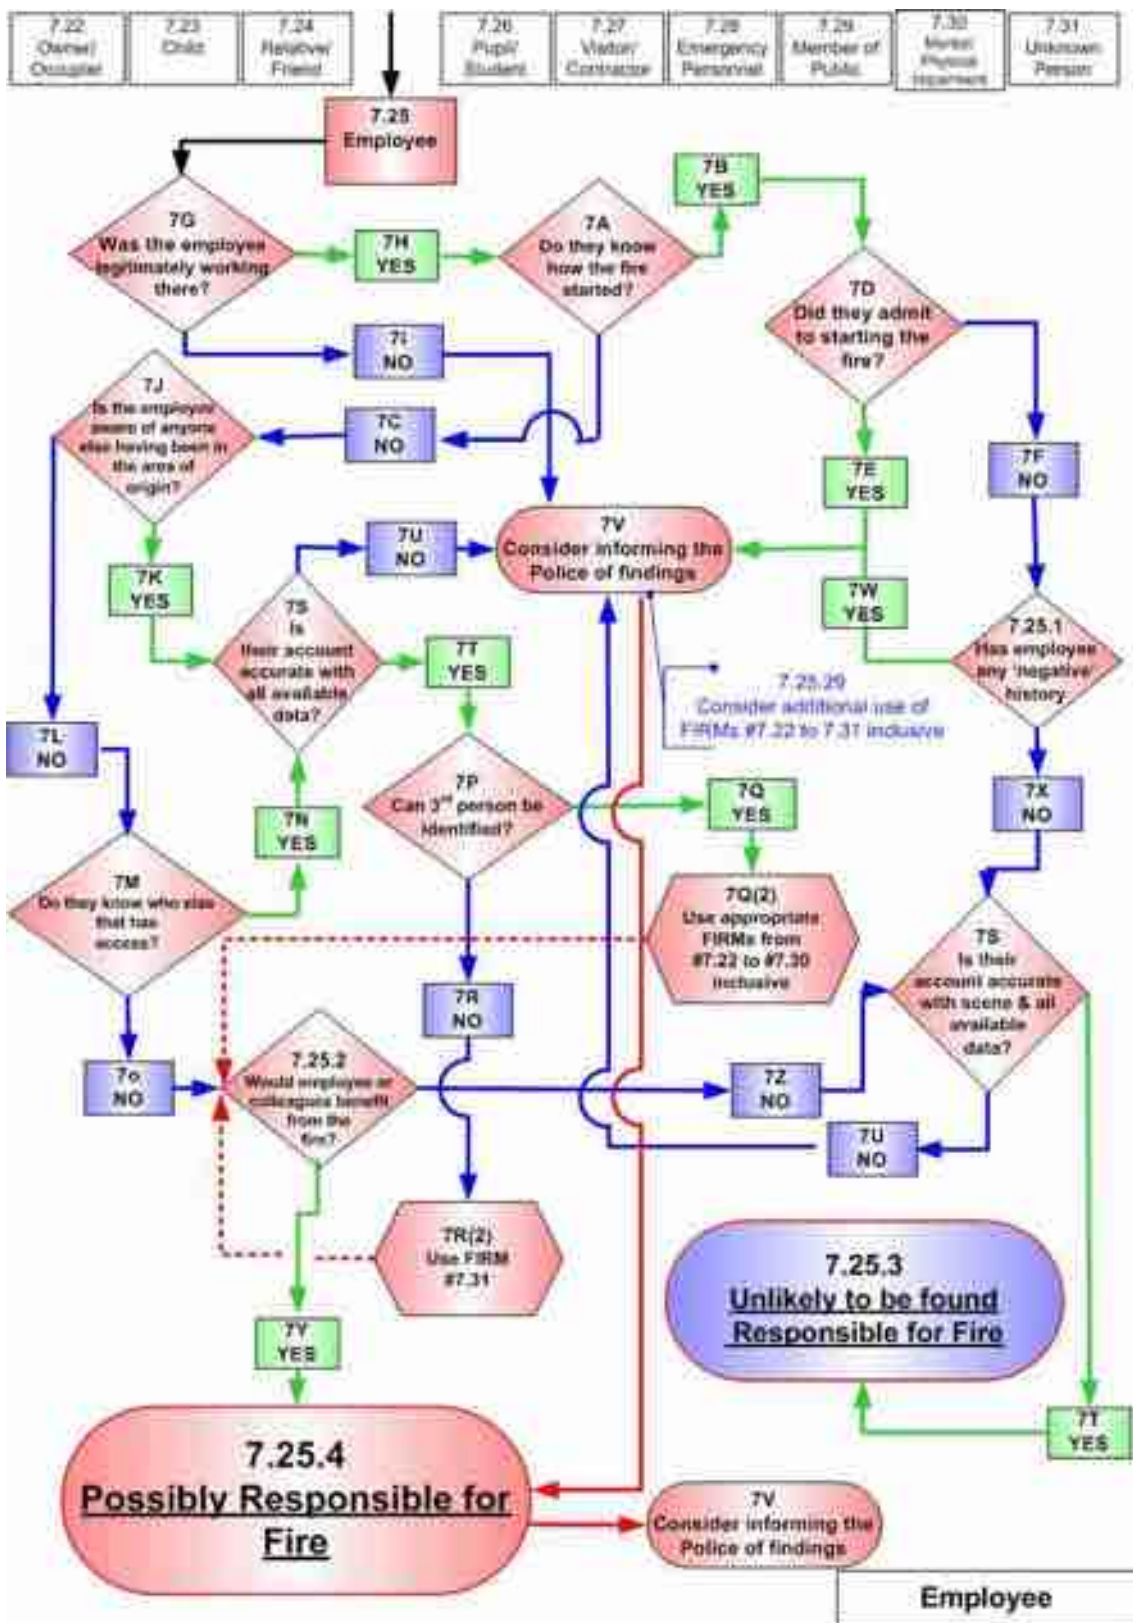 7.22
Owner/
Occupier
7.23
Child
7.24
Relative/
Friend
7.26
Pupil/
Student
7.27
Visitor/
Contractor
7.28
Emergency
Personnel
7.29
Member of
Public
7.30
Mental/
Physical
Impairment
7.31
Unknown
Person
7.25
Employee
7G
Was the employee
legitimately working
there?
7H
YES
7A
Do they know
how the fire
started?
7B
YES
7D
Did they admit
to starting the
fire?
7I
NO
7J
Is the employee
aware of anyone
else having been in
the area of
origin?
7C
NO
7E
YES
7F
NO
7K
YES
7U
NO
7V
Consider informing the
Police of findings
7W
YES
7.25.1
Has employee
any 'negative'
history
7S
Is
their account
accurate with
all available
data?
7T
YES
7.25.29
Consider additional use of
FIRMs #7.22 to 7.31 inclusive
7L
NO
7N
YES
7P
Can 3rd person be
identified?
7Q
YES
7X
NO
7M
Do they know who else
that has
access?
7Q(2)
Use appropriate
FIRMs from
#7.22 to #7.30
inclusive
7S
Is their
account accurate
with scene & all
available
data?
7R
NO
7o
NO
7.25.2
Would employee or
colleagues benefit
from the
fire?
7Z
NO
7U
NO
7R(2)
Use FIRM
#7.31
7.25.3
Unlikely to be found
Responsible for Fire
7Y
YES
7T
YES
7.25.4
Possibly Responsible for
Fire
7V
Consider informing the
Police of findings
Employee